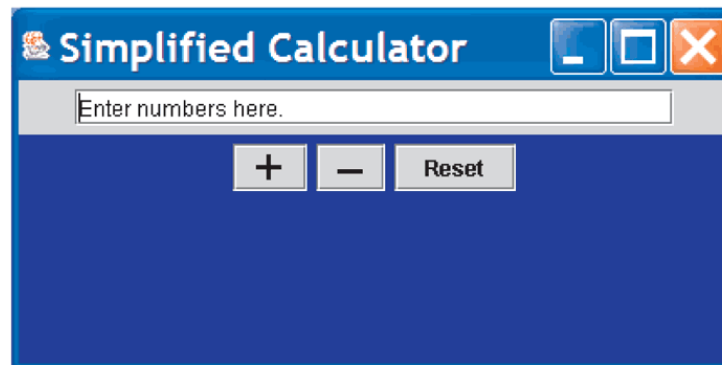 Simplified Calculator
Enter numbers here.
+ – Reset